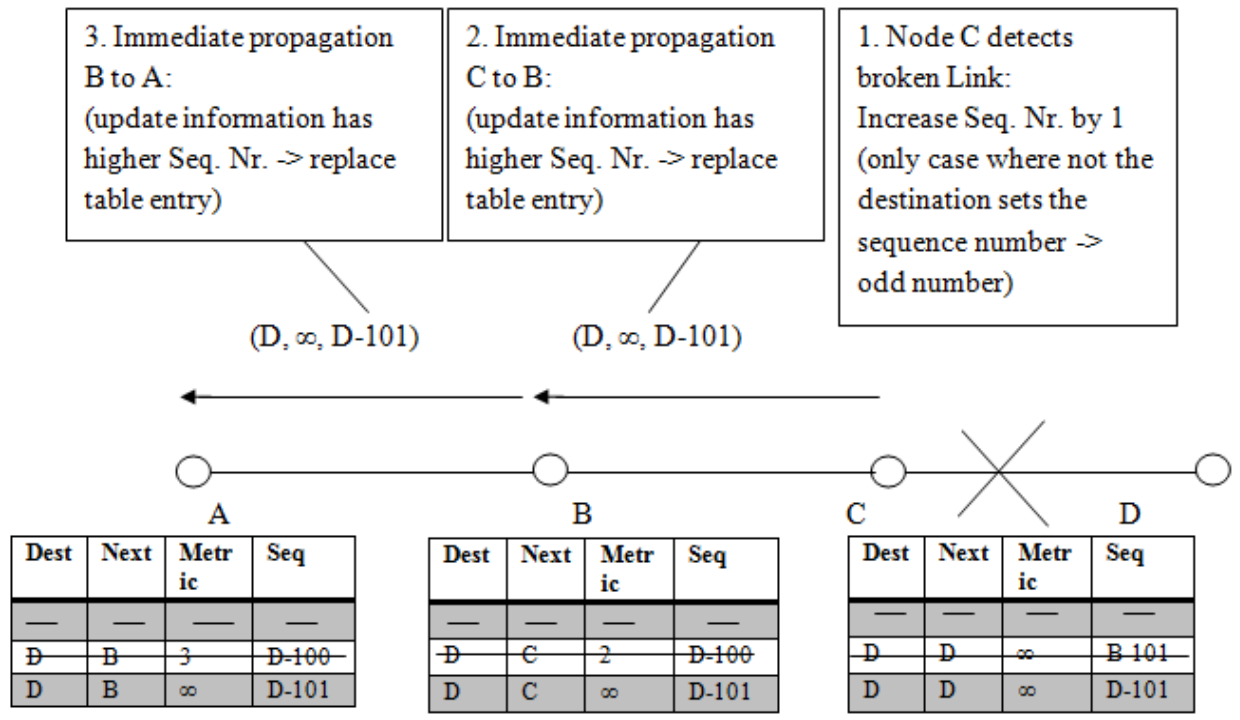 3. Immediate propagation
B to A:
(update information has
higher Seq. Nr. -> replace
table entry)
2. Immediate propagation
C to B:
(update information has
higher Seq. Nr. -> replace
table entry)
1. Node C detects
broken Link:
Increase Seq. Nr. by 1
(only case where not the
destination sets the
sequence number ->
odd number)
(D, ∞, D-101)
(D, ∞, D-101)
A
B
C
D
Dest Next Metr ic Seq
— — — —
D B 3 D-100
D B ∞ D-101
Dest Next Metr ic Seq
— — — —
D C 2 D-100
D C ∞ D-101
Dest Next Metr ic Seq
— — — —
D D ∞ B-101
D D ∞ D-101